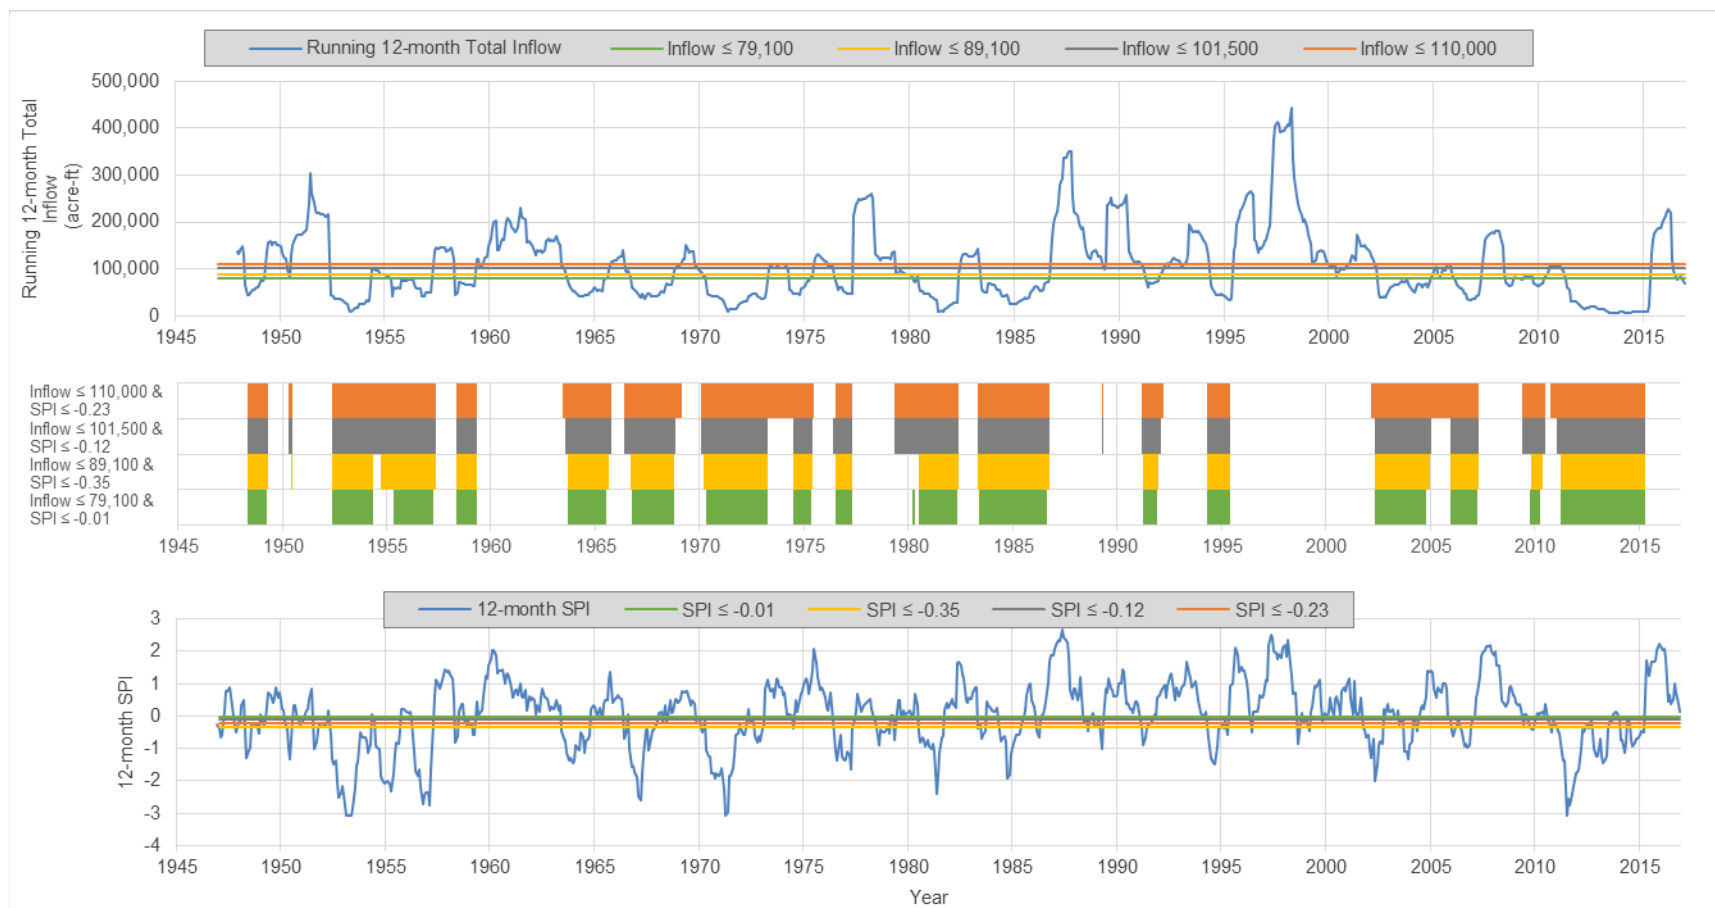 Running 12-month Total Inflow
Inflow ≤ 79,100
Inflow ≤ 89,100
Inflow ≤ 101,500
Inflow ≤ 110,000
Running 12-month Total
Inflow
(acre-ft)
500,000
400,000
300,000
200,000
100,000
0
1945 1950 1955 1960 1965 1970 1975 1980 1985 1990 1995 2000 2005 2010 2015
Inflow ≤ 110,000 &
SPI ≤ -0.23
Inflow ≤ 101,500 &
SPI ≤ -0.12
Inflow ≤ 89,100 &
SPI ≤ -0.35
Inflow ≤ 79,100 &
SPI ≤ -0.01
1945 1950 1955 1960 1965 1970 1975 1980 1985 1990 1995 2000 2005 2010 2015
12-month SPI
SPI ≤ -0.01
SPI ≤ -0.35
SPI ≤ -0.12
SPI ≤ -0.23
12-month SPI
3
2
1
0
-1
-2
-3
-4
1945 1950 1955 1960 1965 1970 1975 1980 1985 1990 1995 2000 2005 2010 2015
Year